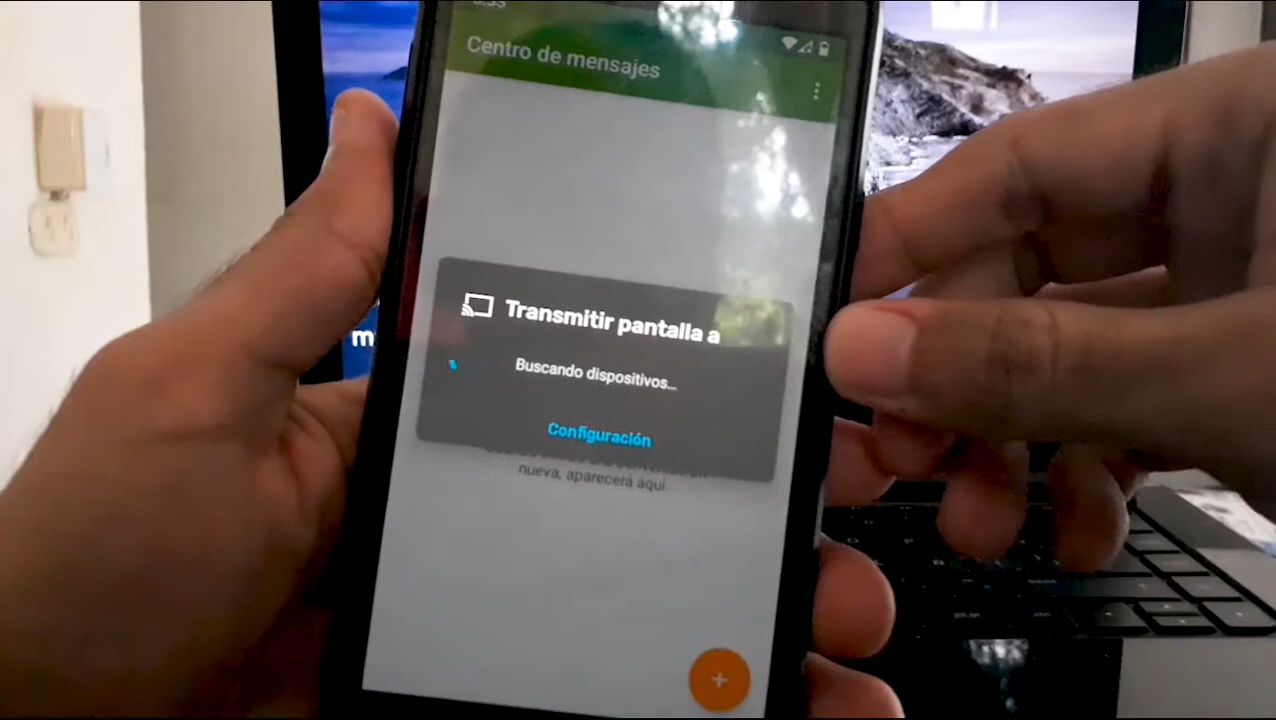 Centro de mensajes
Transmitir pantalla a
Buscando dispositivos...
Configuración
nueva, aparecerá aquí.